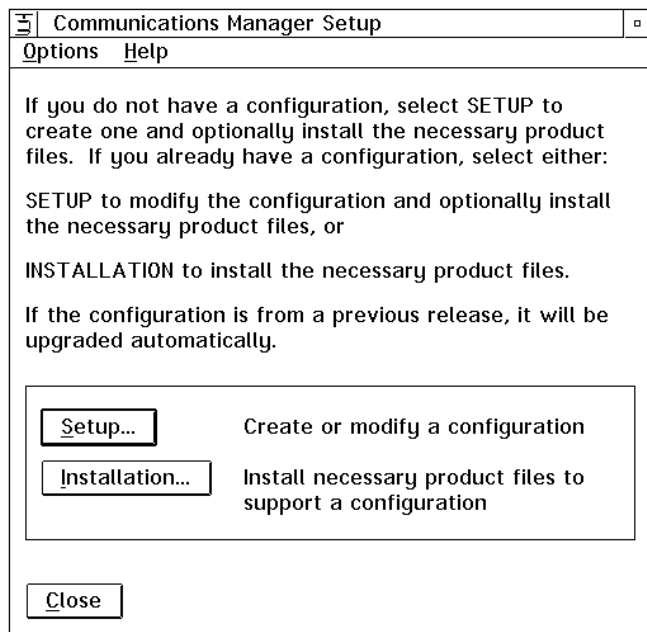 Communications Manager Setup
Options Help
If you do not have a configuration, select SETUP to
create one and optionally install the necessary product
files. If you already have a configuration, select either:
SETUP to modify the configuration and optionally install
the necessary product files, or
INSTALLATION to install the necessary product files.
If the configuration is from a previous release, it will be
upgraded automatically.
Setup... Create or modify a configuration
Installation... Install necessary product files to
support a configuration
Close